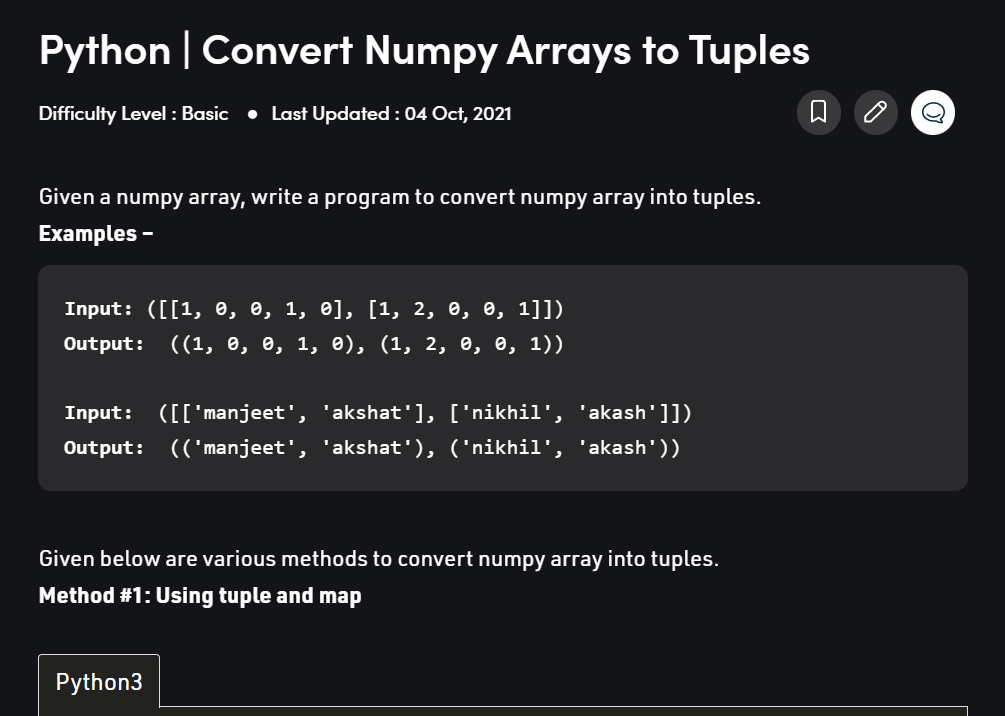 Python | Convert Numpy Arrays to Tuples
Difficulty Level : Basic ● Last Updated : 04 Oct, 2021
Given a numpy array, write a program to convert numpy array into tuples.
Examples –
Input: ([[1, 0, 0, 1, 0], [1, 2, 0, 0, 1]])
Output:  ((1, 0, 0, 1, 0), (1, 2, 0, 0, 1))
Input:  ([['manjeet', 'akshat'], ['nikhil', 'akash']])
Output:  (('manjeet', 'akshat'), ('nikhil', 'akash'))
Given below are various methods to convert numpy array into tuples.
Method #1: Using tuple and map
Python3